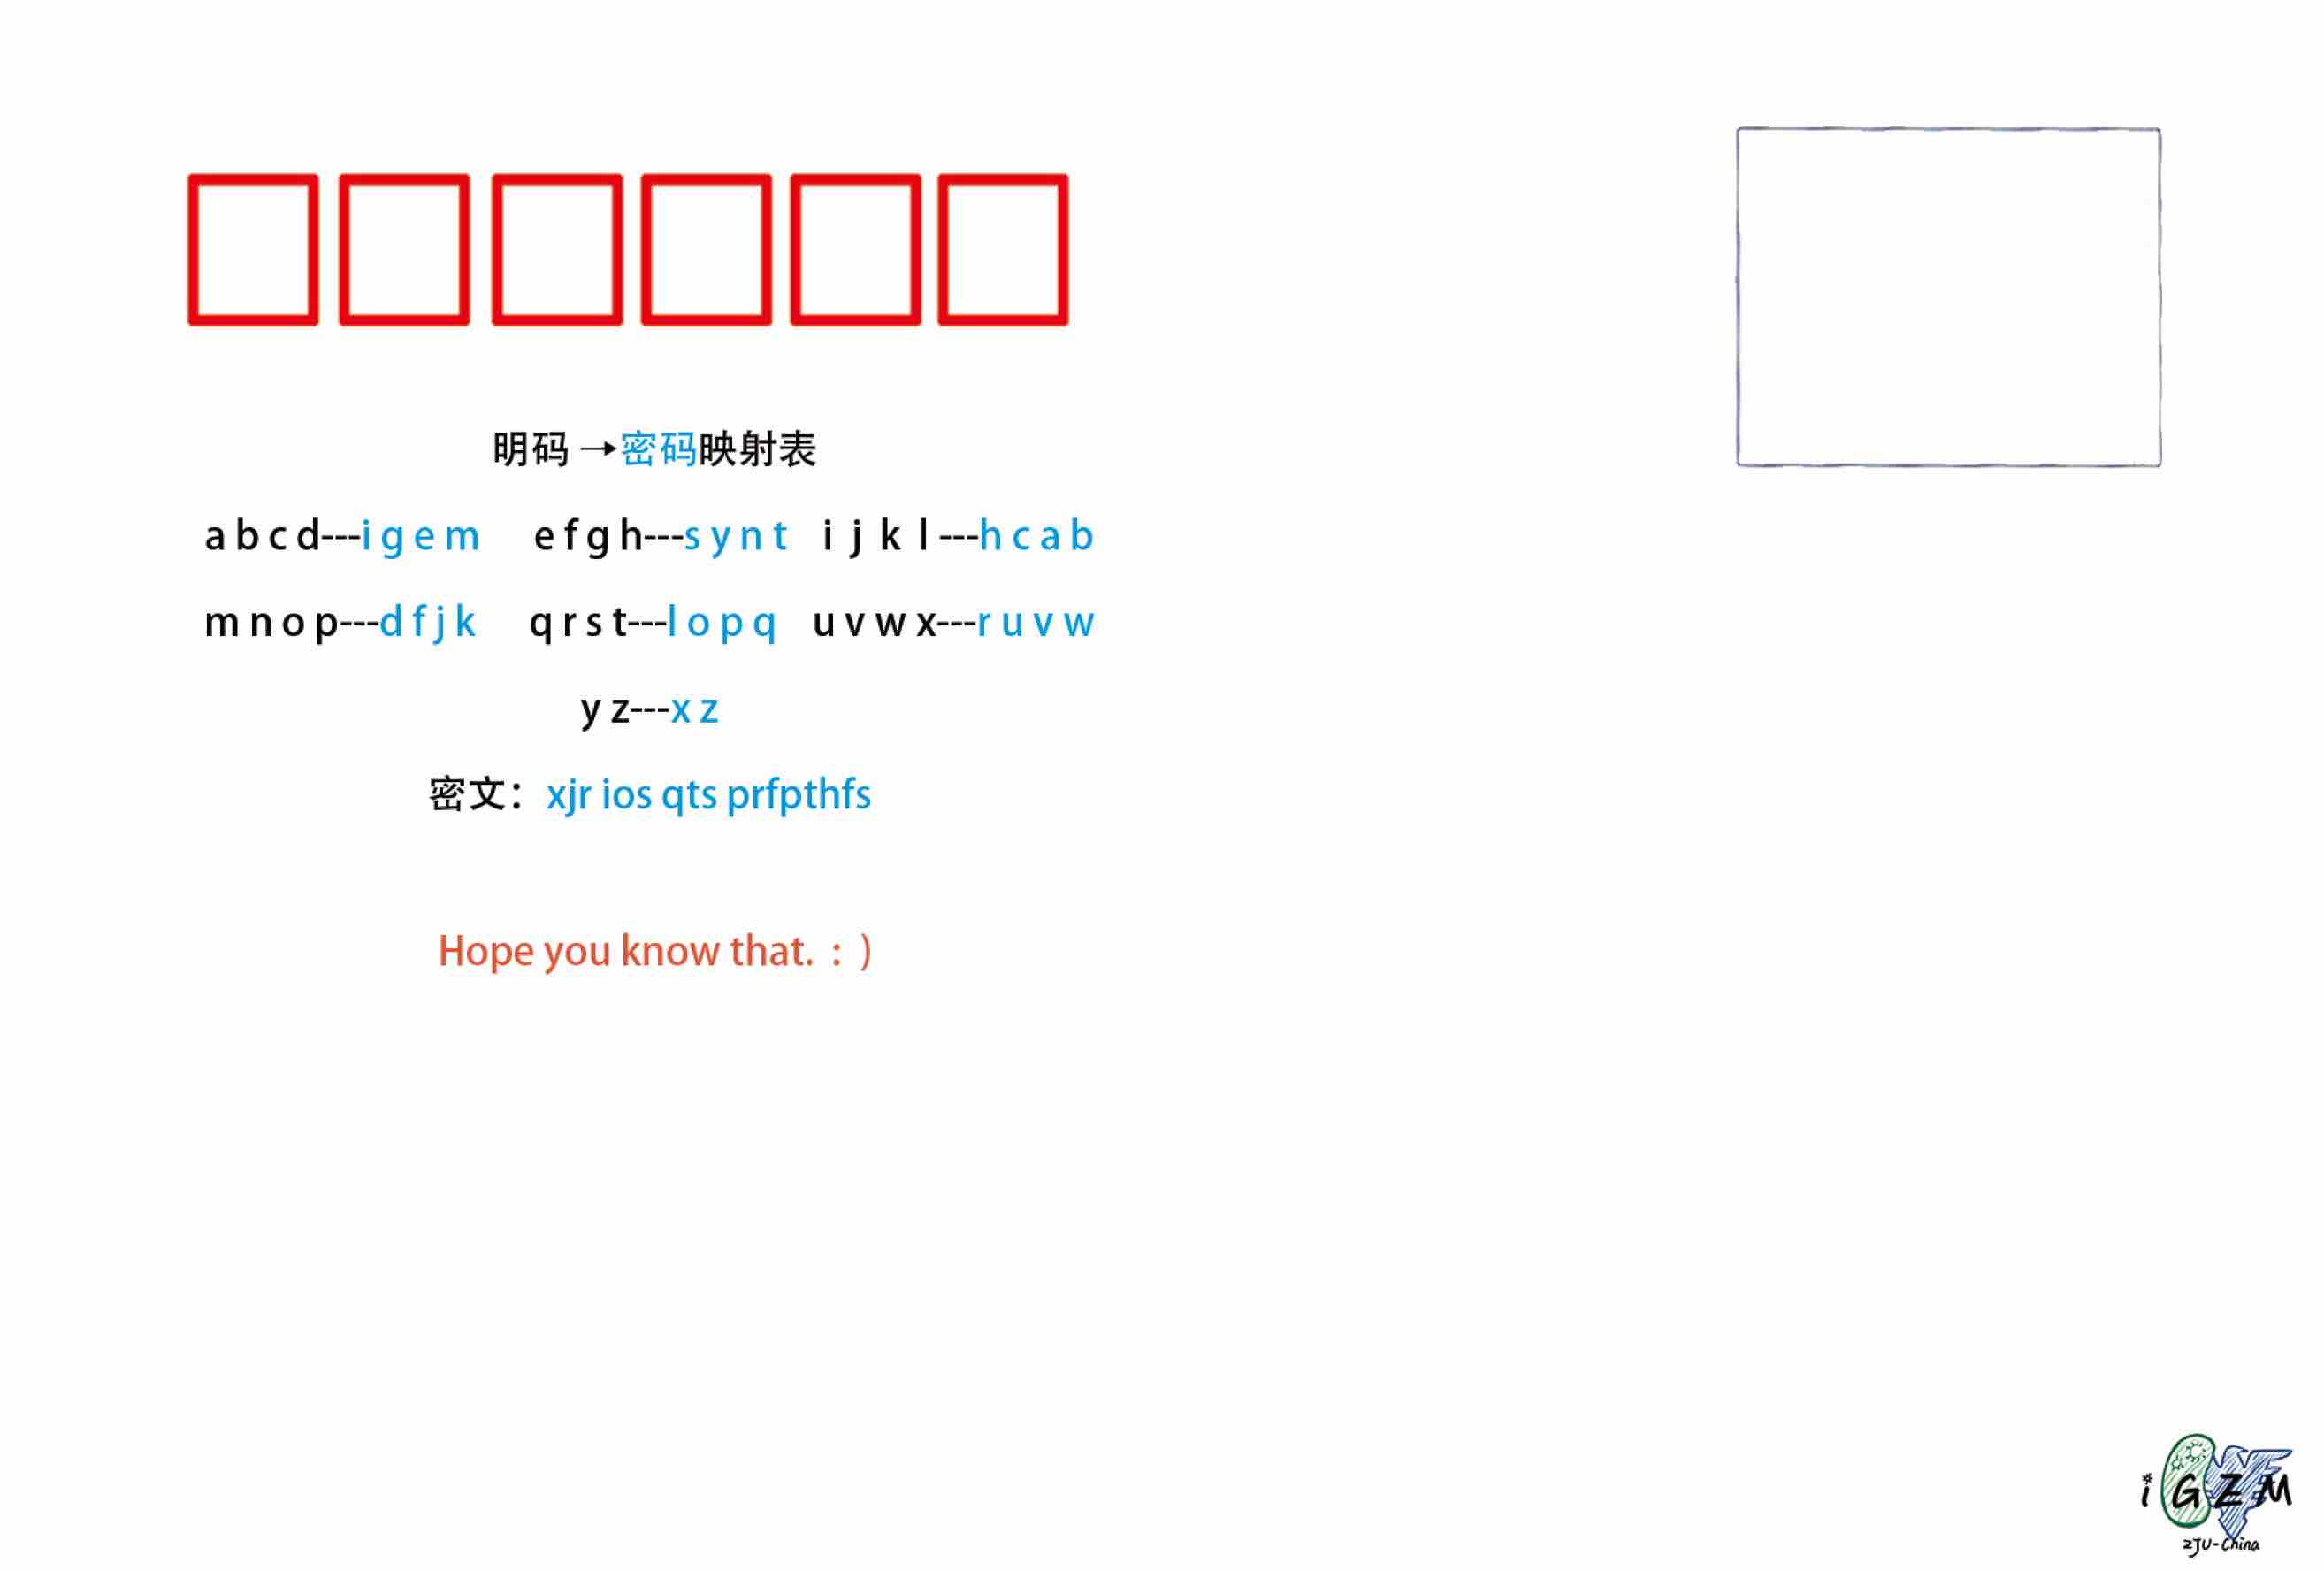 明码 →密码映射表
a b c d---i g e m e f g h---s y n t i j k l ---h c a b
m n o p---d f j k q r s t---l o p q u v w x---r u v w
y z---x z
密文：xjr ios qts prfpthfs
Hope you know that. : )
i G Z M
ZJU-China